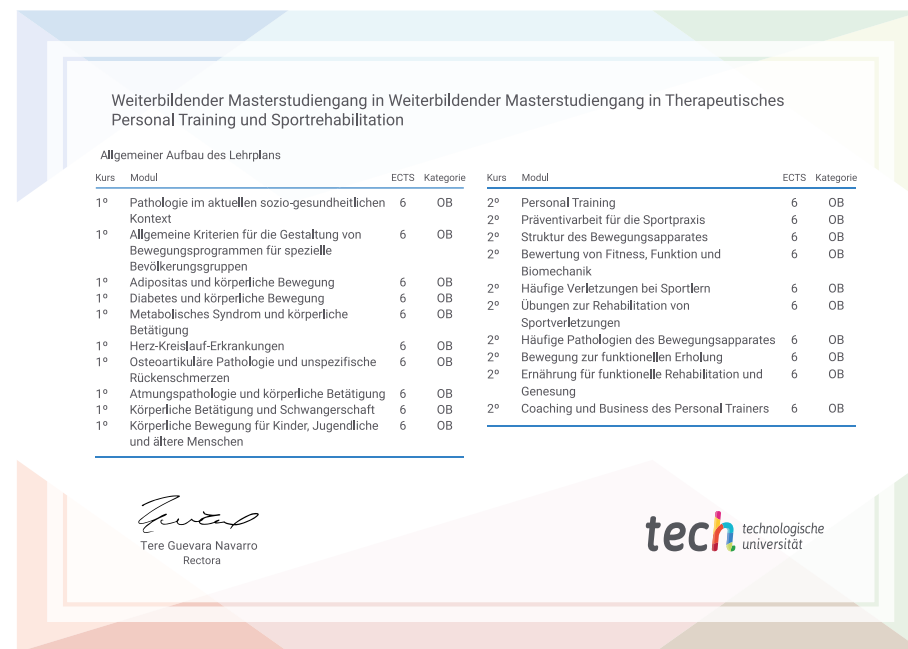 Weiterbildender Masterstudiengang in Weiterbildender Masterstudiengang in Therapeutisches
Personal Training und Sportrehabilitation
Allgemeiner Aufbau des Lehrplans
Kurs Modul ECTS Kategorie
1º Pathologie im aktuellen sozio-gesundheitlichen 6 OB
Kontext
1º Allgemeine Kriterien für die Gestaltung von 6 OB
Bewegungsprogrammen für spezielle
Bevölkerungsgruppen
1º Adipositas und körperliche Bewegung 6 OB
1º Diabetes und körperliche Bewegung 6 OB
1º Metabolisches Syndrom und körperliche 6 OB
Betätigung
1º Herz-Kreislauf-Erkrankungen 6 OB
1º Osteoartikuläre Pathologie und unspezifische 6 OB
Rückenschmerzen
1º Atmungspathologie und körperliche Betätigung 6 OB
1º Körperliche Betätigung und Schwangerschaft 6 OB
1º Körperliche Bewegung für Kinder, Jugendliche 6 OB
und ältere Menschen
Kurs Modul ECTS Kategorie
2º Personal Training 6 OB
2º Präventivarbeit für die Sportpraxis 6 OB
2º Struktur des Bewegungsapparates 6 OB
2º Bewertung von Fitness, Funktion und 6 OB
Biomechanik
2º Häufige Verletzungen bei Sportlern 6 OB
2º Übungen zur Rehabilitation von 6 OB
Sportverletzungen
2º Häufige Pathologien des Bewegungsapparates 6 OB
2º Bewegung zur funktionellen Erholung 6 OB
2º Ernährung für funktionelle Rehabilitation und 6 OB
Genesung
2º Coaching und Business des Personal Trainers 6 OB
Tere Guevara Navarro
Rectora
tech technologische
universität